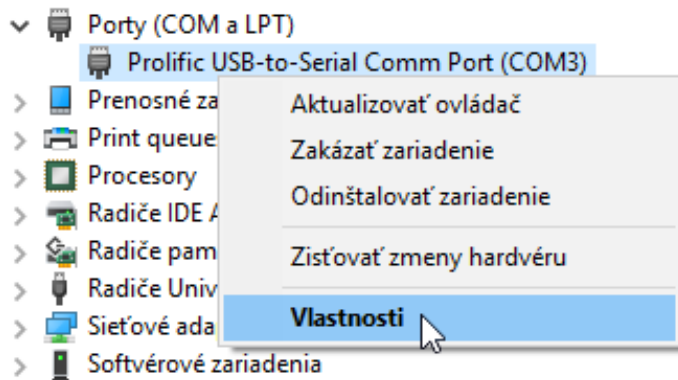 Porty (COM a LPT)
Prolific USB-to-Serial Comm Port (COM3)
Prenosné za
Aktualizovať ovládač
Print queue
Zakázať zariadenie
Procesory
Odinštalovať zariadenie
Radiče IDE A
Radiče pam
Zisťovať zmeny hardvéru
Radiče Univ
Vlastnosti
Sieťové ada
Softvérové zariadenia